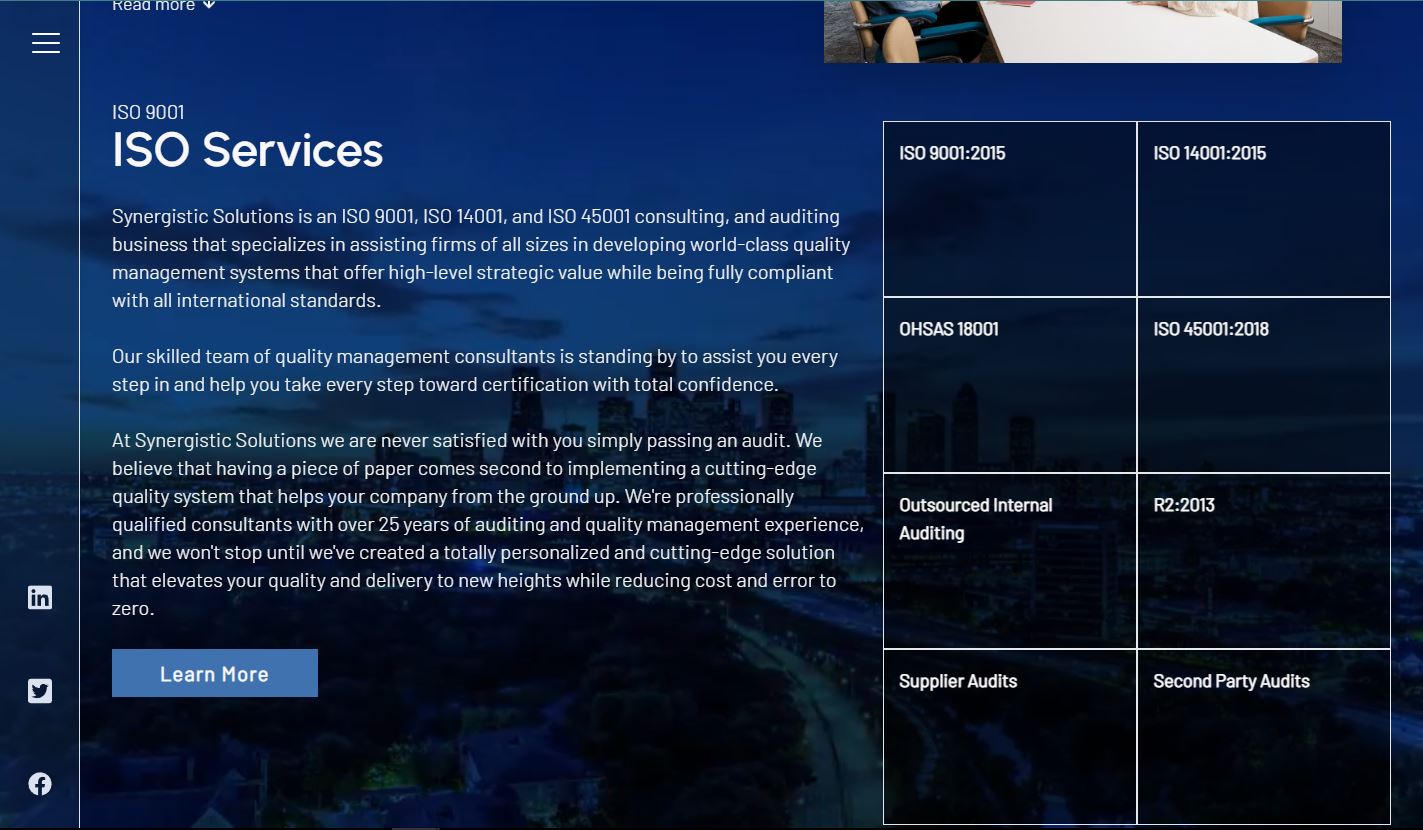 Read more
ISO 9001
ISO Services
Synergistic Solutions is an ISO 9001, ISO 14001, and ISO 45001 consulting, and auditing
business that specializes in assisting firms of all sizes in developing world-class quality
management systems that offer high-level strategic value while being fully compliant
with all international standards.
Our skilled team of quality management consultants is standing by to assist you every
step in and help you take every step toward certification with total confidence.
At Synergistic Solutions we are never satisfied with you simply passing an audit. We
believe that having a piece of paper comes second to implementing a cutting-edge
quality system that helps your company from the ground up. We're professionally
qualified consultants with over 25 years of auditing and quality management experience,
and we won't stop until we've created a totally personalized and cutting-edge solution
that elevates your quality and delivery to new heights while reducing cost and error to
zero.
Learn More
ISO 9001:2015
ISO 14001:2015
OHSAS 18001
ISO 45001:2018
Outsourced Internal
Auditing
R2:2013
Supplier Audits
Second Party Audits